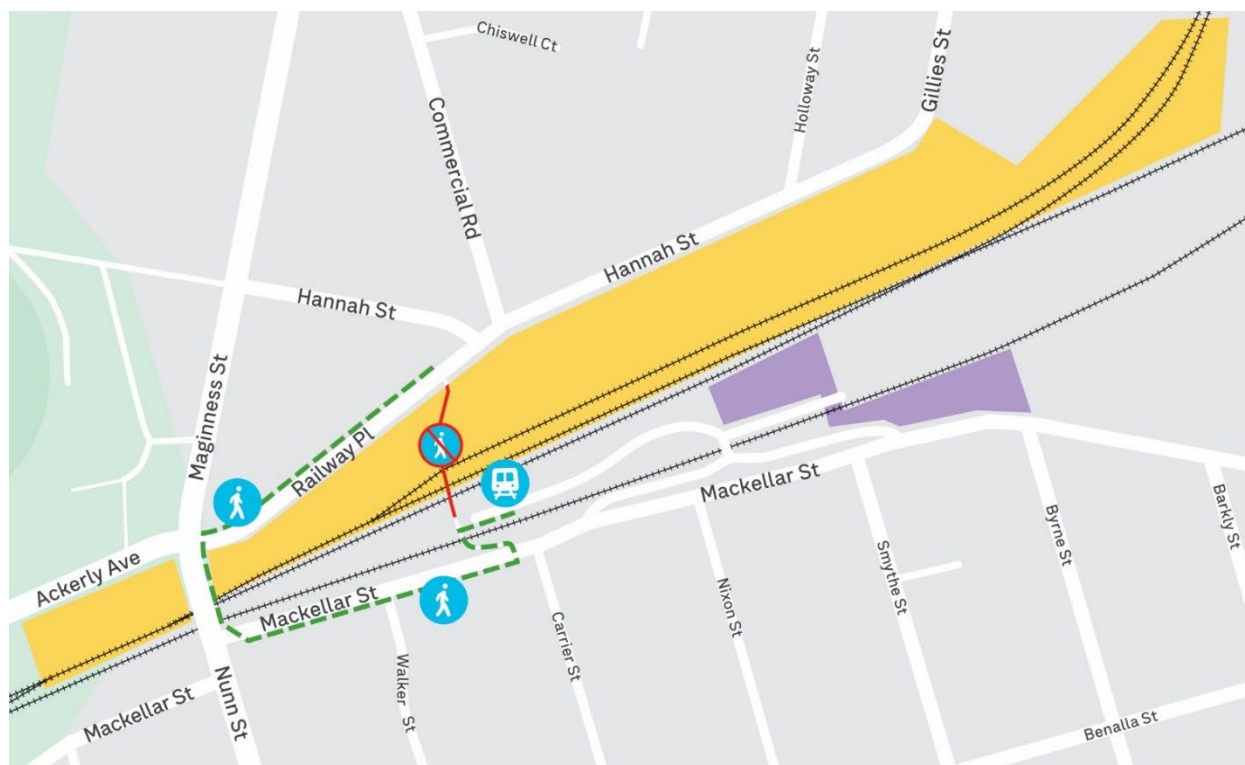 Chiswell Ct
Commercial Rd
Holloway St
Gillies St
Hannah St
Hannah St
Maginness St
Railway Pl
Ackerly Ave
Mackellar St
Mackellar St
Mackellar St
Nunn St
Walker St
Carrier St
Nixon St
Smythe St
Byrne St
Barkly St
Benalla St